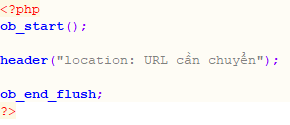 <?php
ob_start();
header("location: URL cần chuyển");
ob_end_flush;
?>